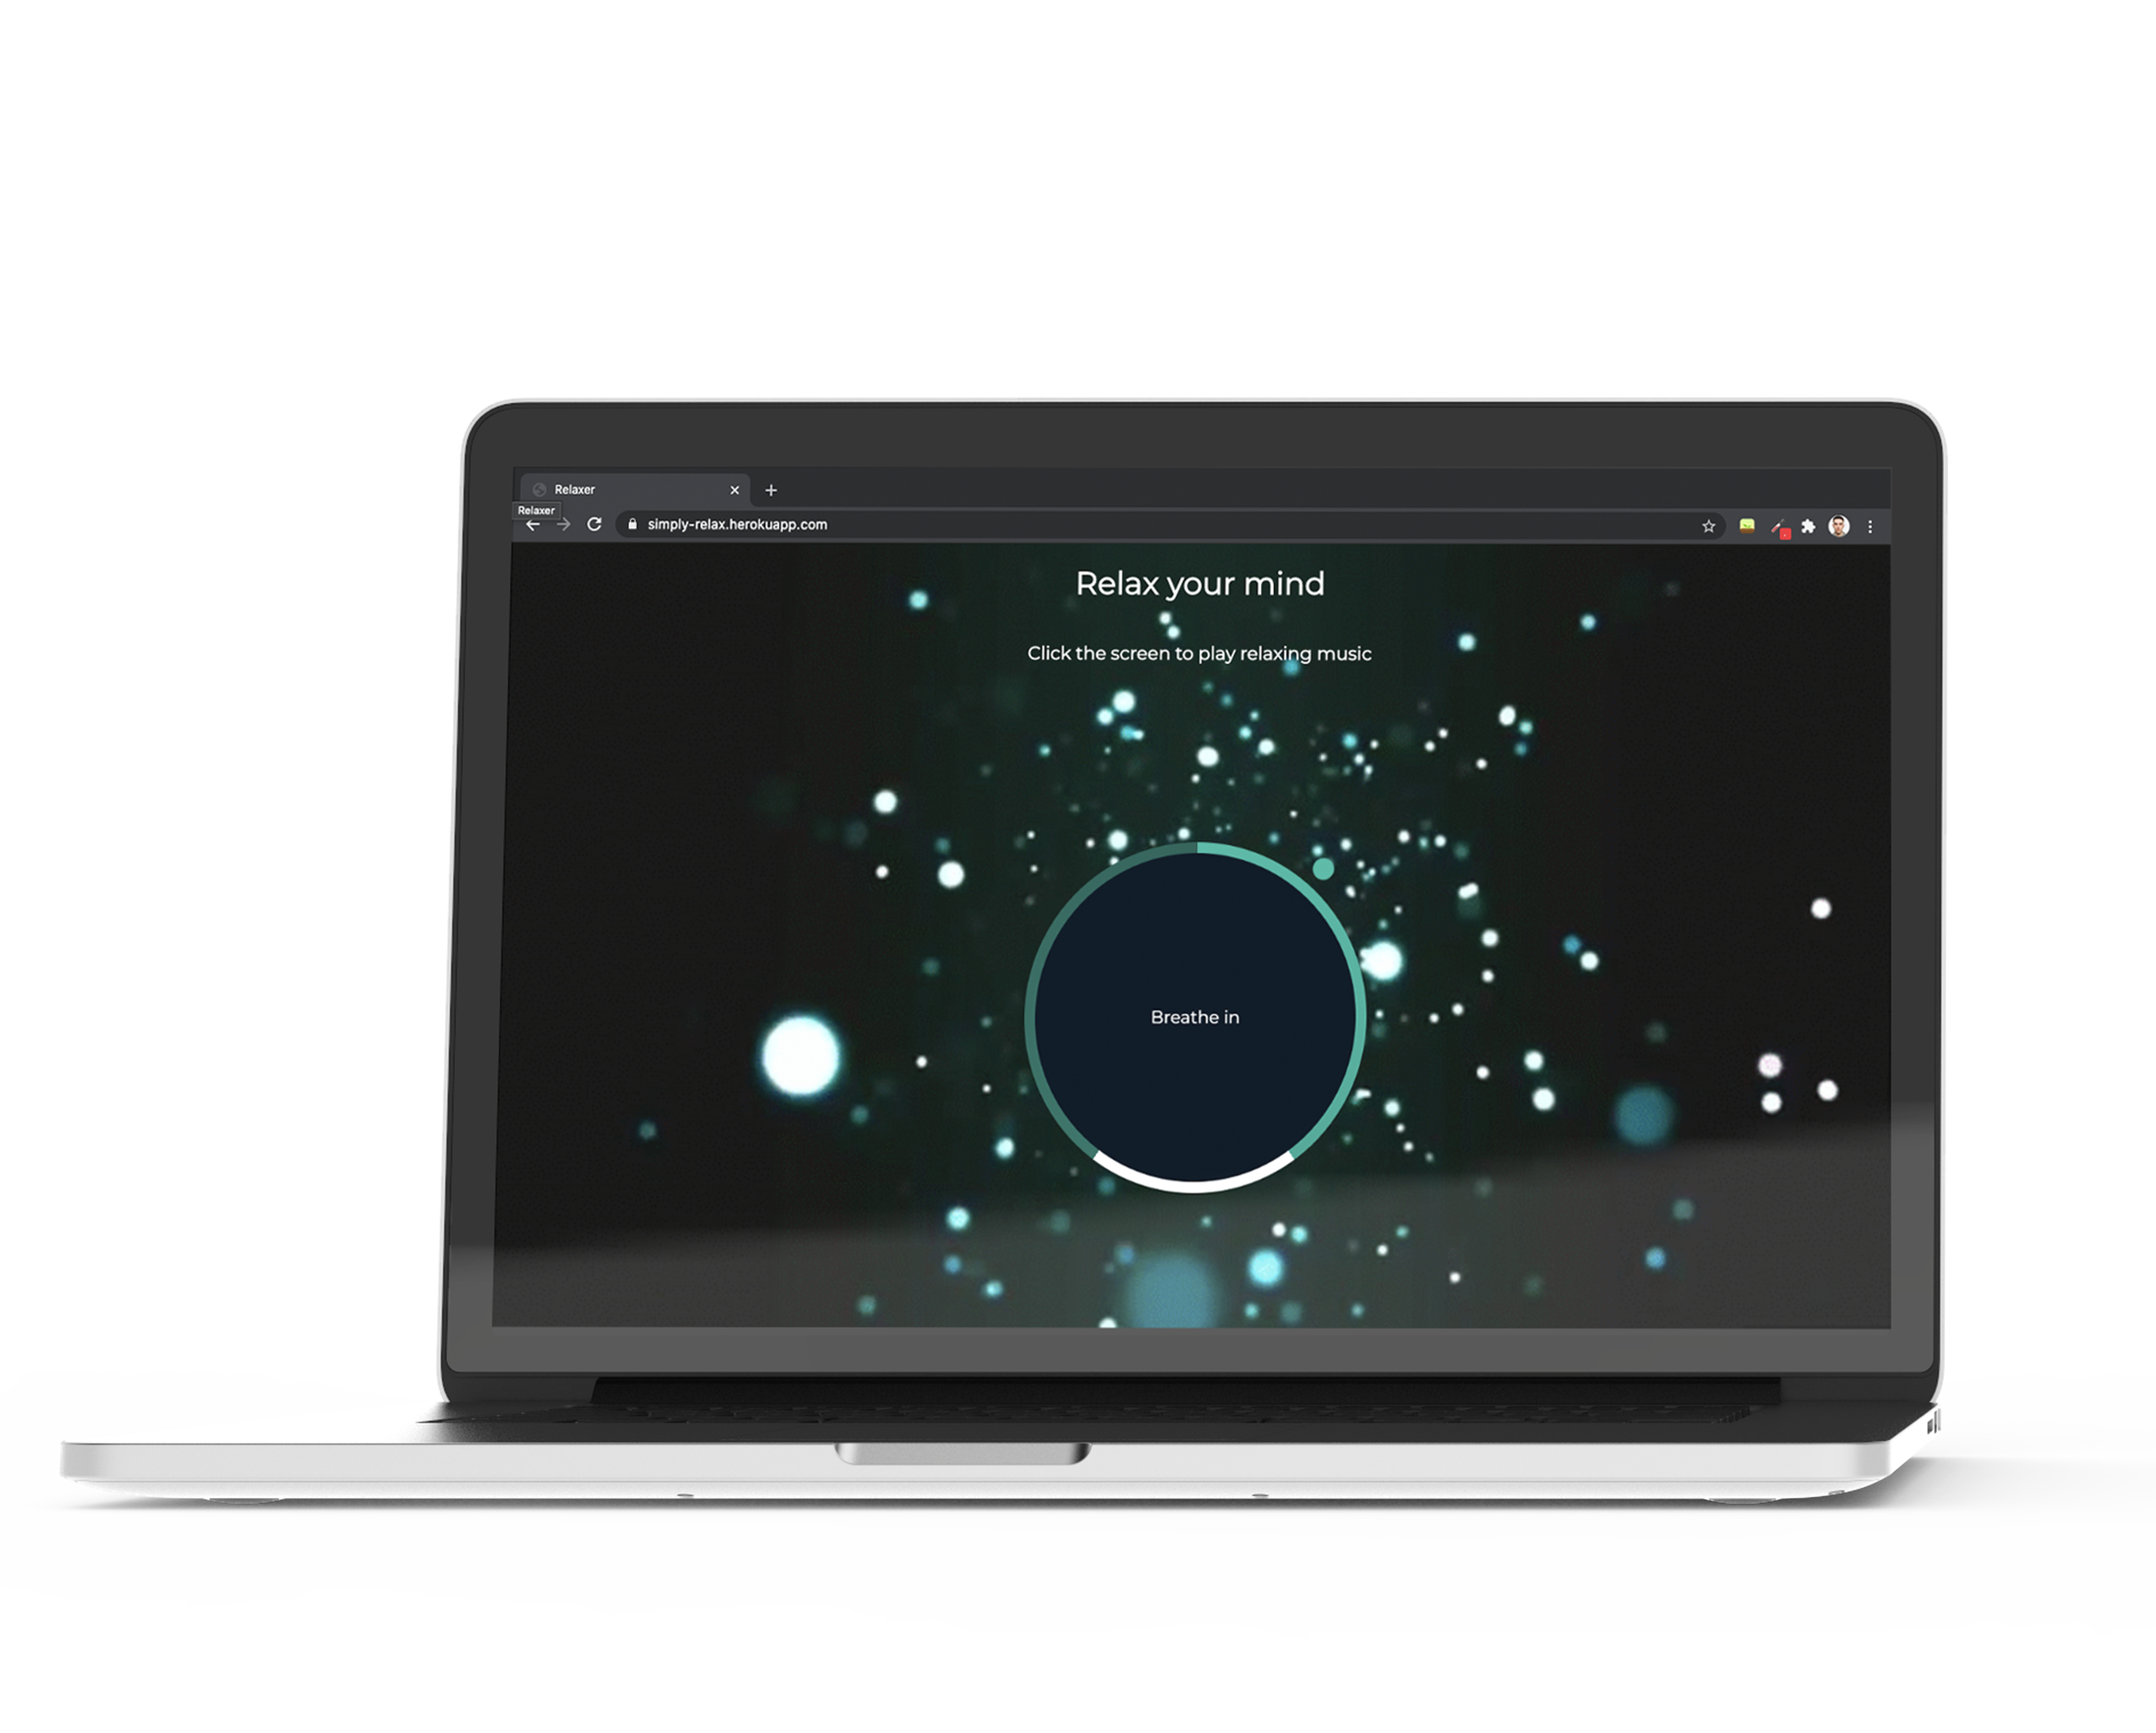 Relaxer
Relaxer
simply-relax.herokuapp.com
Relax your mind
Click the screen to play relaxing music
Breathe in